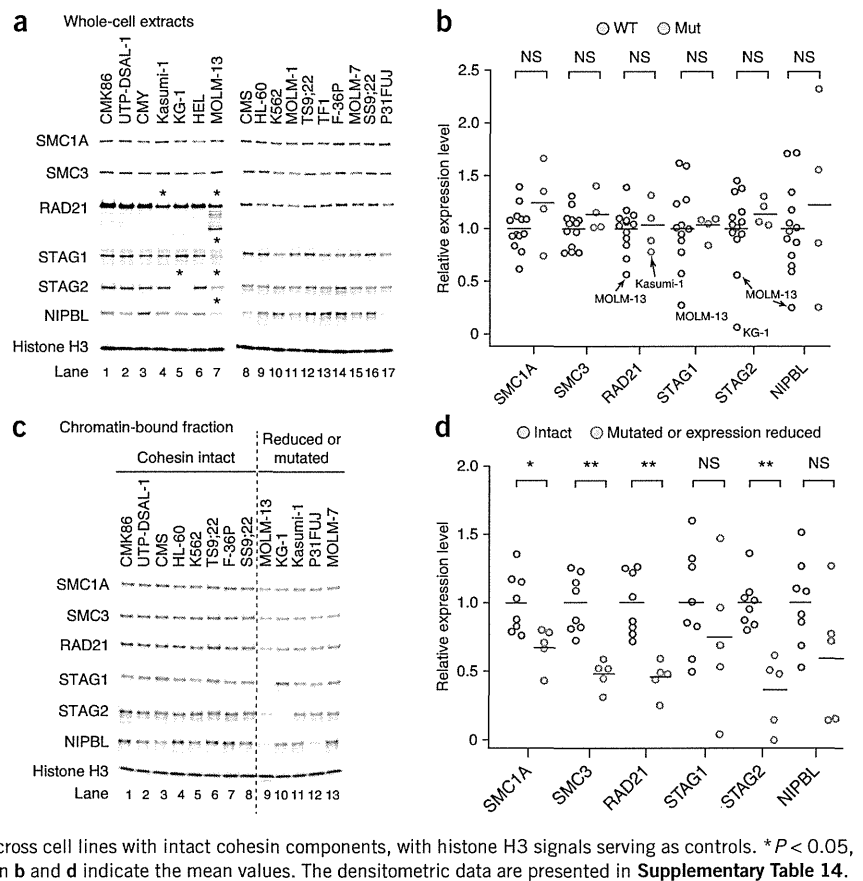 a
Whole-cell extracts
CMK86
UTP-DSAL-1
CMY
Kasumi-1
KG-1
HEL
MOLM-13
CMS
HL-60
K562
MOLM-1
TS9;22
TF1
F-36P
MOLM-7
SS9;22
P31FUJ
SMC1A
SMC3
* *
RAD21
*
STAG1
* *
STAG2
*
NIPBL
Histone H3
Lane 1 2 3 4 5 6 7 8 9 10 11 12 13 14 15 16 17
b
WT Mut
NS NS NS NS NS NS
Relative expression level
2.5
2.0
1.5
1.0
0.5
0
MOLM-13
Kasumi-1
MOLM-13
MOLM-13
KG-1
SMC1A
SMC3
RAD21
STAG1
STAG2
NIPBL
c
Chromatin-bound fraction
Cohesin intact
Reduced or
mutated
CMK86
UTP-DSAL-1
CMS
HL-60
K562
TS9;22
F-36P
SS9;22
MOLM-13
KG-1
Kasumi-1
P31FUJ
MOLM-7
SMC1A
SMC3
RAD21
STAG1
STAG2
NIPBL
Histone H3
Lane 1 2 3 4 5 6 7 8 9 10 11 12 13
d
Intact Mutated or expression reduced
* ** ** NS ** NS
Relative expression level
2.0
1.5
1.0
0.5
0
SMC1A
SMC3
RAD21
STAG1
STAG2
NIPBL
cross cell lines with intact cohesin components, with histone H3 signals serving as controls. *P < 0.05,
n b and d indicate the mean values. The densitometric data are presented in Supplementary Table 14.